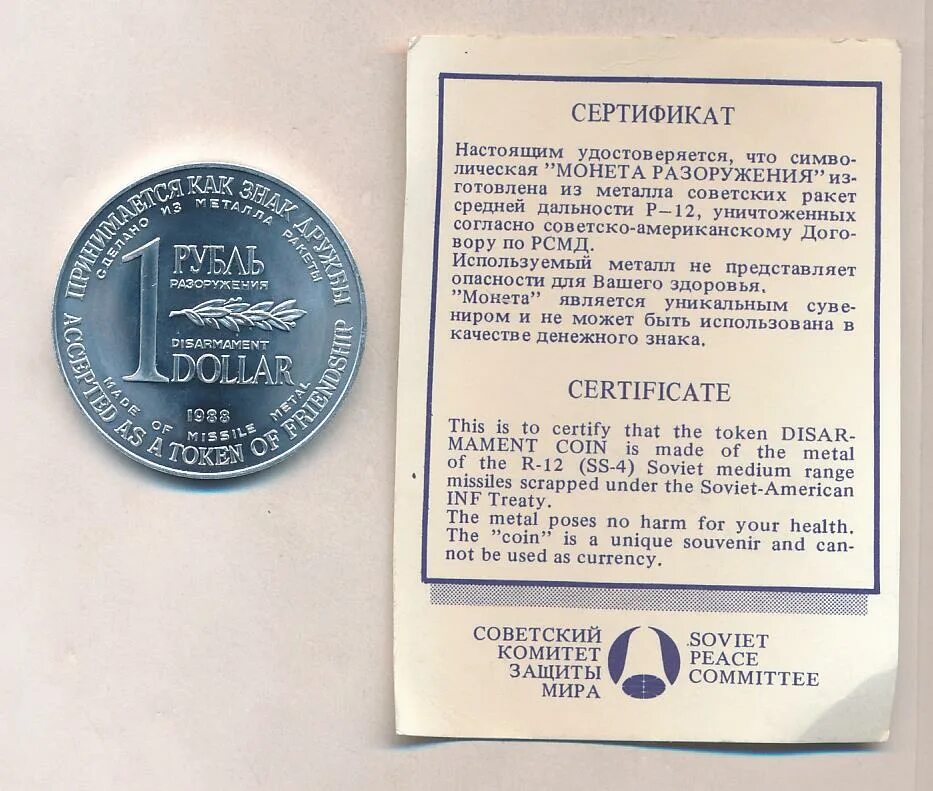 ПРИНИМАЕТСЯ КАК ЗНАК ДРУЖБЫ
СДЕЛАНО ИЗ МЕТАЛЛА РАКЕТЫ
1
РУБЛЬ
РАЗОРУЖЕНИЯ
DISARMAMENT
DOLLAR
1988
MADE OF MISSILE METAL
ACCEPTED AS A TOKEN OF FRIENDSHIP
СЕРТИФИКАТ
Настоящим удостоверяется, что симво-
лическая "МОНЕТА РАЗОРУЖЕНИЯ" из-
готовлена из металла советских ракет
средней дальности Р—12, уничтоженных
согласно советско-американскому Дого-
вору по РСМД.
Используемый металл не представляет
опасности для Вашего здоровья.
"Монета" является уникальным суве-
ниром и не может быть использована в
качестве денежного знака.
CERTIFICATE
This is to certify that the token DISAR-
MAMENT COIN is made of the metal
of the R-12 (SS-4) Soviet medium range
missiles scrapped under the Soviet-American
INF Treaty.
The metal poses no harm for your health.
The "coin" is a unique souvenir and can-
not be used as currency.
СОВЕТСКИЙ
КОМИТЕТ
ЗАЩИТЫ
МИРА
SOVIET
PEACE
COMMITTEE